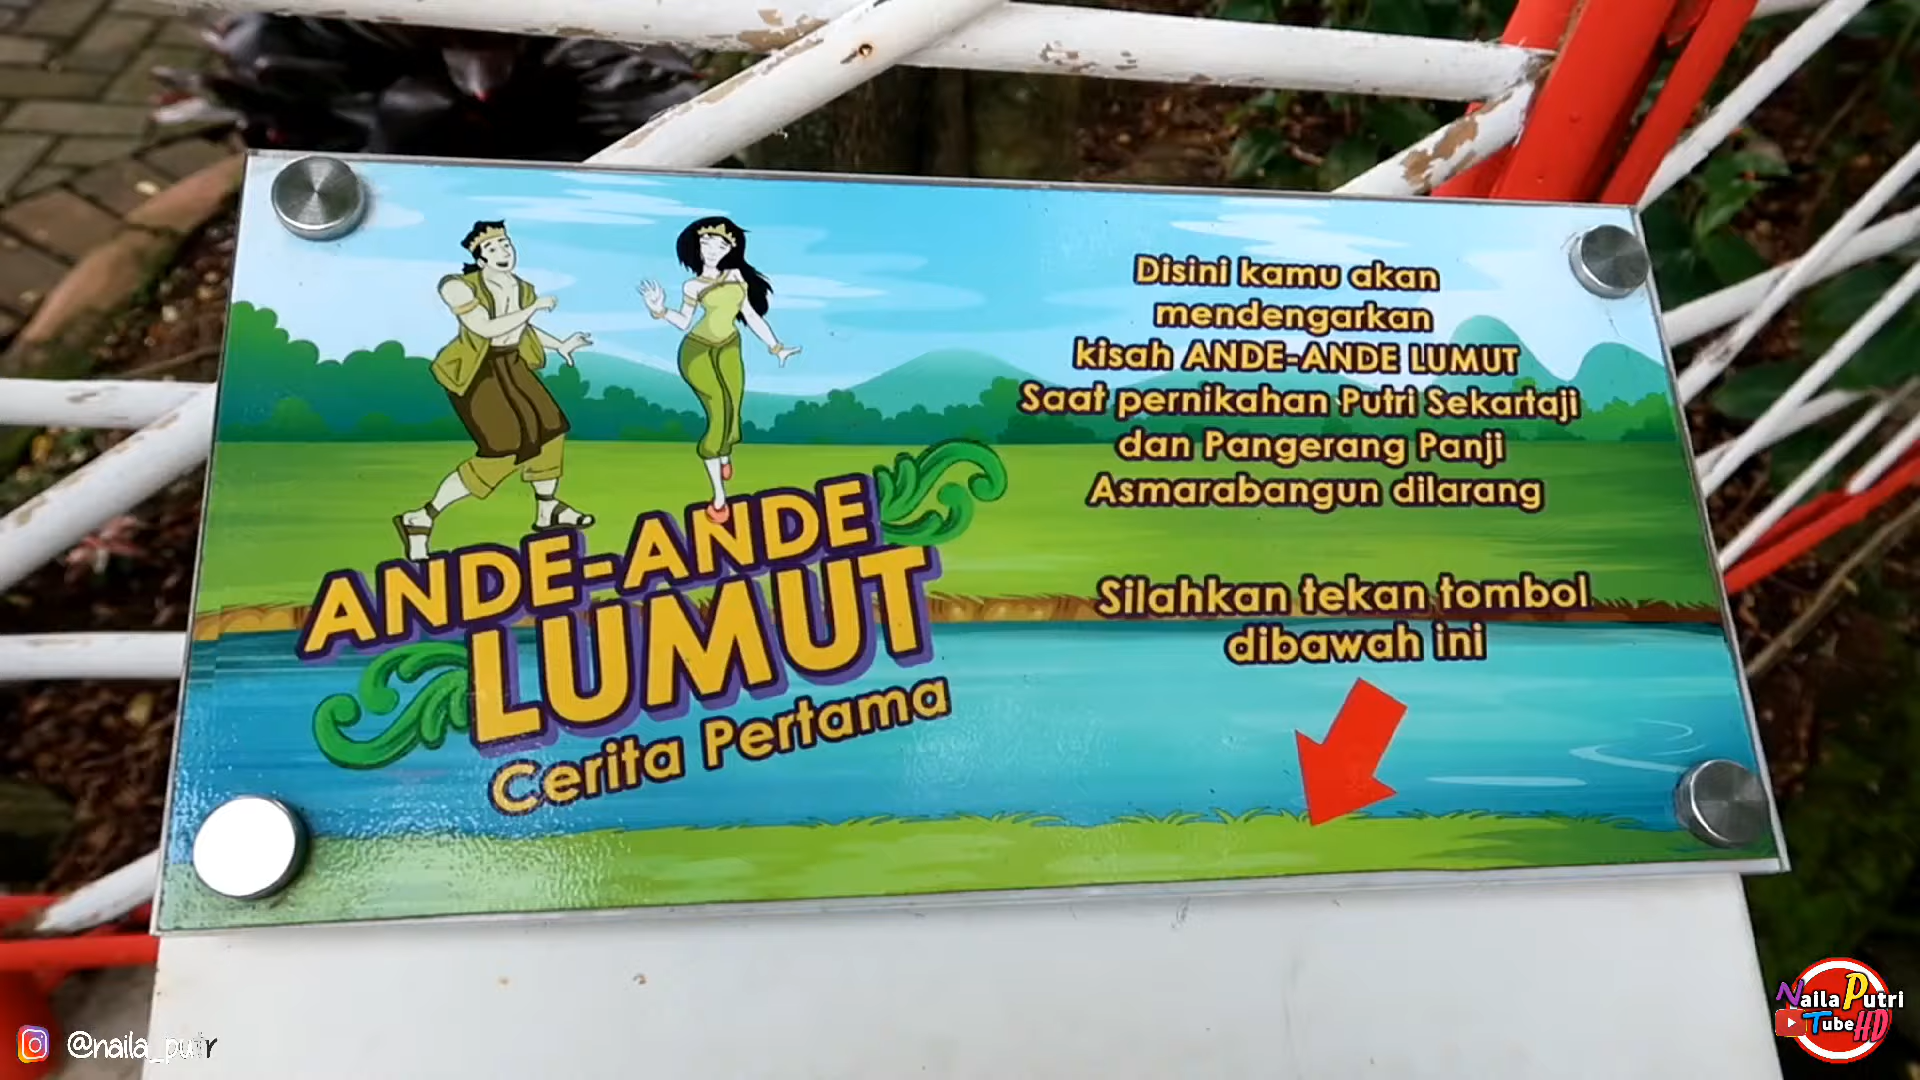 ANDE-ANDE
LUMUT
Cerita Pertama
Disini kamu akan
mendengarkan
kisah ANDE-ANDE LUMUT
Saat pernikahan Putri Sekartaji
dan Pangerang Panji
Asmarabangun dilarang
Silahkan tekan tombol
dibawah ini
@naila_putr
Naila Putri
Tube HD